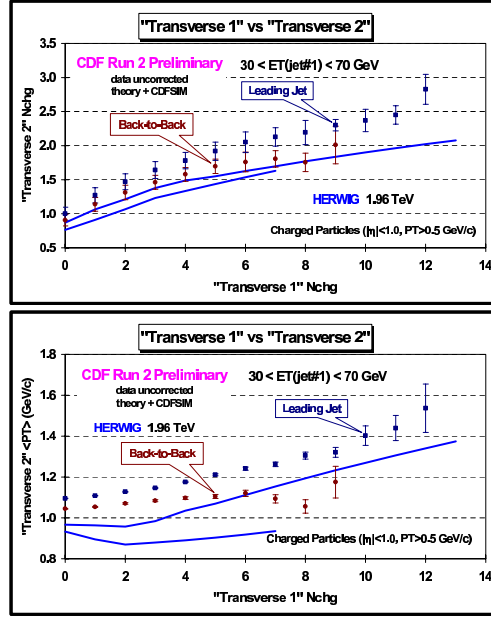 "Transverse 1" vs "Transverse 2"
3.0
2.5
2.0
1.5
1.0
0.5
"Transverse 2" Nchg
CDF Run 2 Preliminary
data uncorrected
theory + CDFSIM
30 < ET(jet#1) < 70 GeV
Leading Jet
Back-to-Back
HERWIG 1.96 TeV
Charged Particles (|η|<1.0, PT>0.5 GeV/c)
0 2 4 6 8 10 12 14
"Transverse 1" Nchg
"Transverse 1" vs "Transverse 2"
1.8
1.6
1.4
1.2
1.0
0.8
"Transverse 2" <PT> (GeV/c)
CDF Run 2 Preliminary
data uncorrected
theory + CDFSIM
30 < ET(jet#1) < 70 GeV
HERWIG 1.96 TeV
Leading Jet
Back-to-Back
Charged Particles (|η|<1.0, PT>0.5 GeV/c)
0 2 4 6 8 10 12 14
"Transverse 1" Nchg